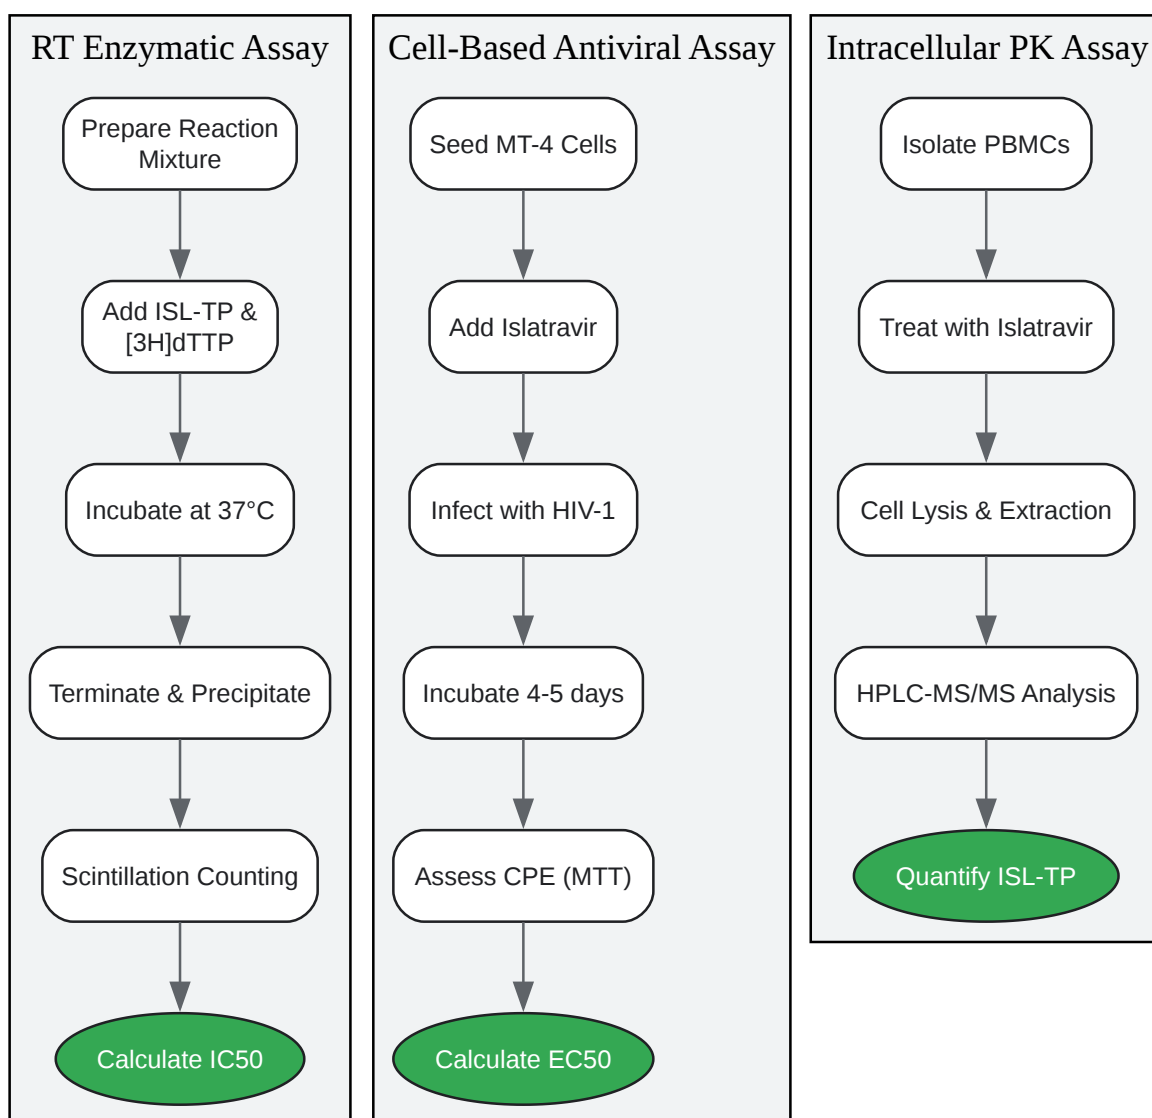 RT Enzymatic Assay
Prepare Reaction
Mixture
Add ISL-TP &
[3H]dTTP
Incubate at 37°C
Terminate & Precipitate
Scintillation Counting
Calculate IC50
Cell-Based Antiviral Assay
Seed MT-4 Cells
Add Islatravir
Infect with HIV-1
Incubate 4-5 days
Assess CPE (MTT)
Calculate EC50
Intracellular PK Assay
Isolate PBMCs
Treat with Islatravir
Cell Lysis & Extraction
HPLC-MS/MS Analysis
Quantify ISL-TP